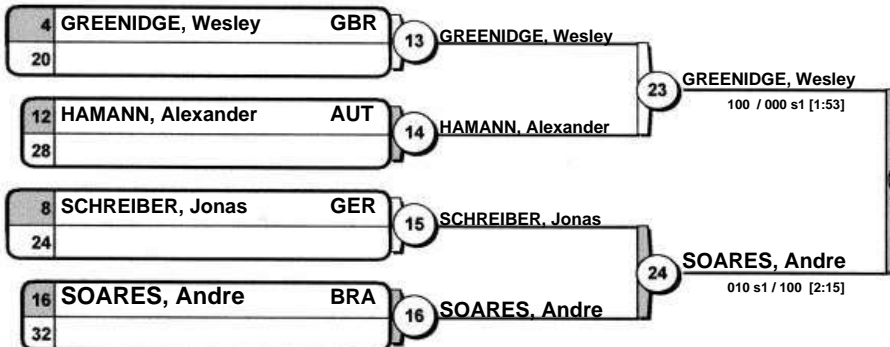 4 GREENIDGE, Wesley GBR
20
13 GREENIDGE, Wesley
12 HAMANN, Alexander AUT
28
14 HAMANN, Alexander
23 GREENIDGE, Wesley
100 / 000 s1 [1:53]
8 SCHREIBER, Jonas GER
24
15 SCHREIBER, Jonas
16 SOARES, Andre BRA
32
16 SOARES, Andre
24 SOARES, Andre
010 s1 / 100 [2:15]